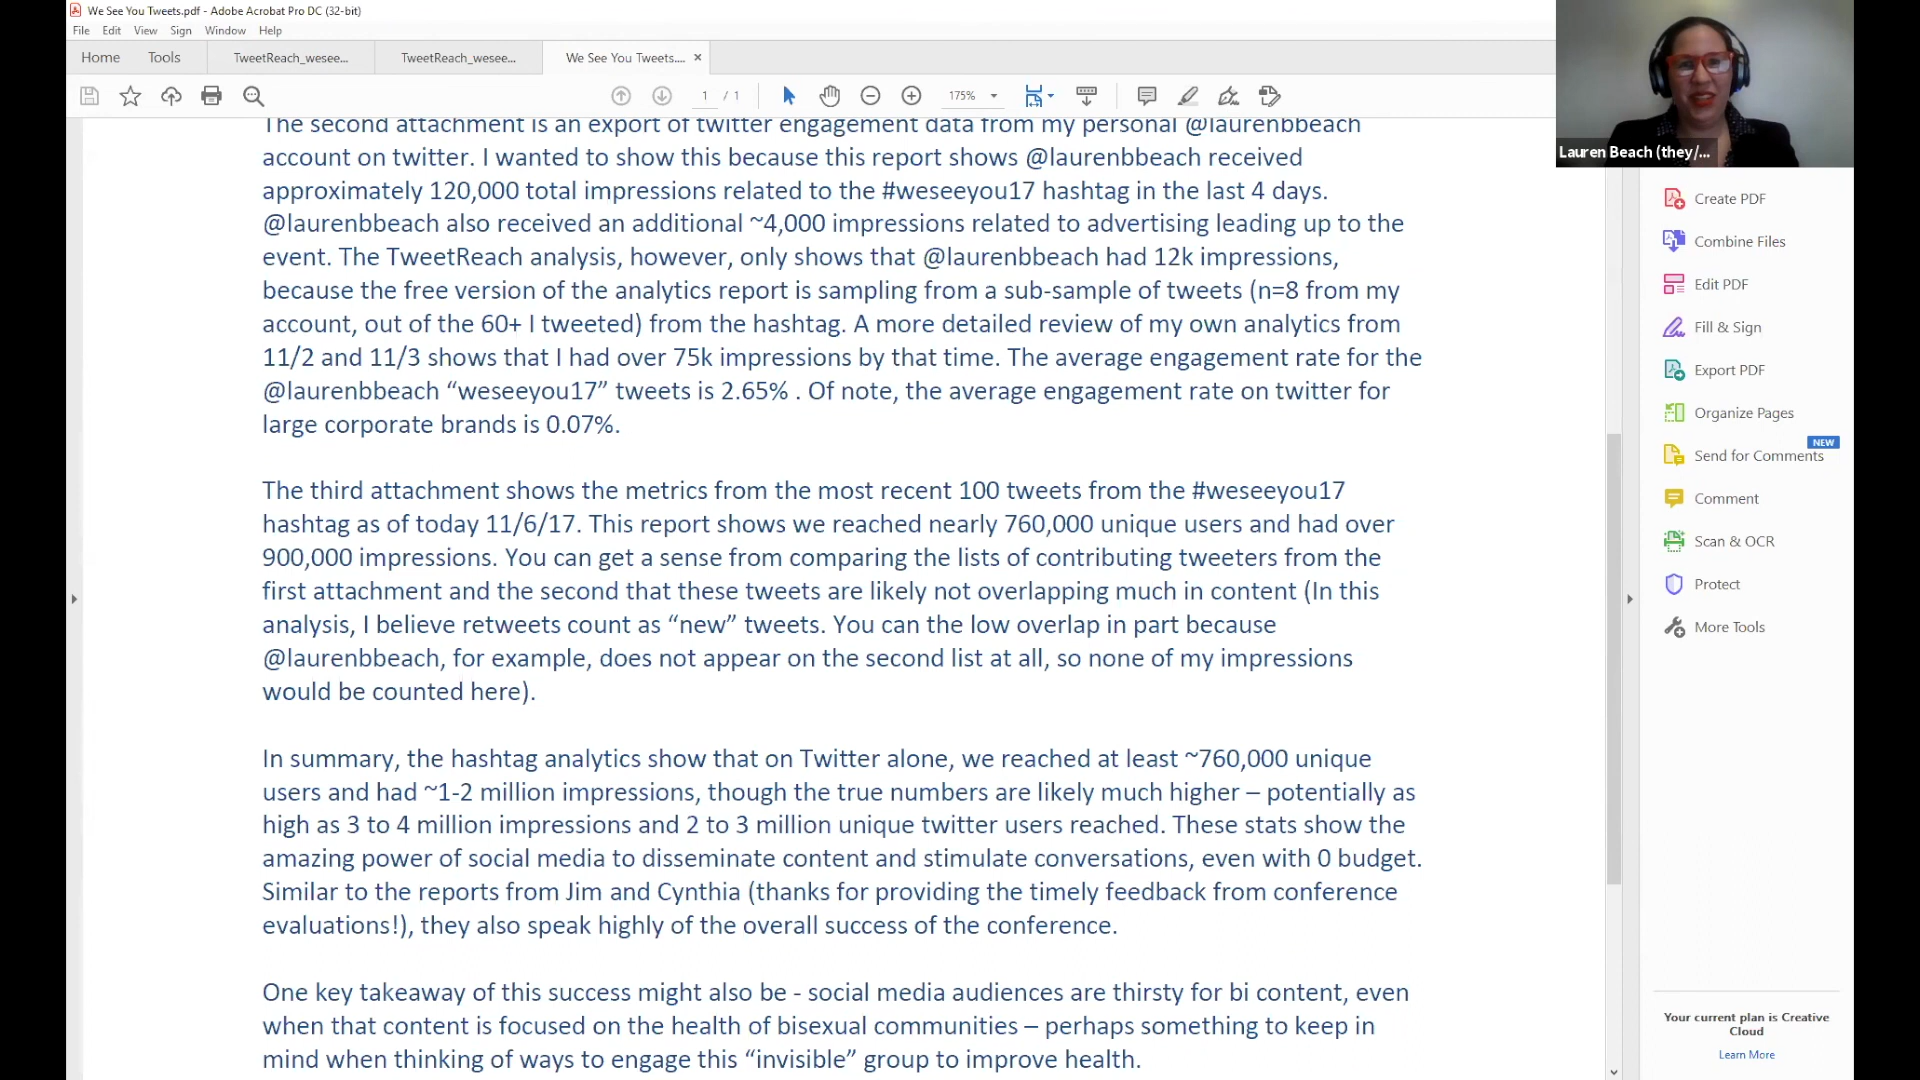 We See You Tweets.pdf - Adobe Acrobat Pro DC (32-bit)
File Edit View Sign Window Help
Home Tools TweetReach_wesee... TweetReach_wesee... We See You Tweets.... ×
1 / 1 175%
The second attachment is an export of twitter engagement data from my personal @laurenbbeach
account on twitter. I wanted to show this because this report shows @laurenbbeach received
approximately 120,000 total impressions related to the #weseeyou17 hashtag in the last 4 days.
@laurenbbeach also received an additional ~4,000 impressions related to advertising leading up to the
event. The TweetReach analysis, however, only shows that @laurenbbeach had 12k impressions,
because the free version of the analytics report is sampling from a sub-sample of tweets (n=8 from my
account, out of the 60+ I tweeted) from the hashtag. A more detailed review of my own analytics from
11/2 and 11/3 shows that I had over 75k impressions by that time. The average engagement rate for the
@laurenbbeach “weseeyou17” tweets is 2.65% . Of note, the average engagement rate on twitter for
large corporate brands is 0.07%.
The third attachment shows the metrics from the most recent 100 tweets from the #weseeyou17
hashtag as of today 11/6/17. This report shows we reached nearly 760,000 unique users and had over
900,000 impressions. You can get a sense from comparing the lists of contributing tweeters from the
first attachment and the second that these tweets are likely not overlapping much in content (In this
analysis, I believe retweets count as “new” tweets. You can the low overlap in part because
@laurenbbeach, for example, does not appear on the second list at all, so none of my impressions
would be counted here).
In summary, the hashtag analytics show that on Twitter alone, we reached at least ~760,000 unique
users and had ~1-2 million impressions, though the true numbers are likely much higher – potentially as
high as 3 to 4 million impressions and 2 to 3 million unique twitter users reached. These stats show the
amazing power of social media to disseminate content and stimulate conversations, even with 0 budget.
Similar to the reports from Jim and Cynthia (thanks for providing the timely feedback from conference
evaluations!), they also speak highly of the overall success of the conference.
One key takeaway of this success might also be - social media audiences are thirsty for bi content, even
when that content is focused on the health of bisexual communities – perhaps something to keep in
mind when thinking of ways to engage this “invisible” group to improve health.
Lauren Beach (they/...
Create PDF
Combine Files
Edit PDF
Fill & Sign
Export PDF
Organize Pages
NEW
Send for Comments
Comment
Scan & OCR
Protect
More Tools
Your current plan is Creative
Cloud
Learn More